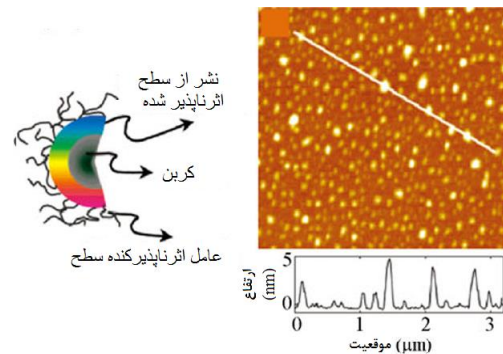 نشر از سطح
اثرناپذیر شده
کربن
عامل اثرناپذیرکننده سطح
ارتفاع
(nm)
5
0
0 1 2 3
موقعیت (μm)